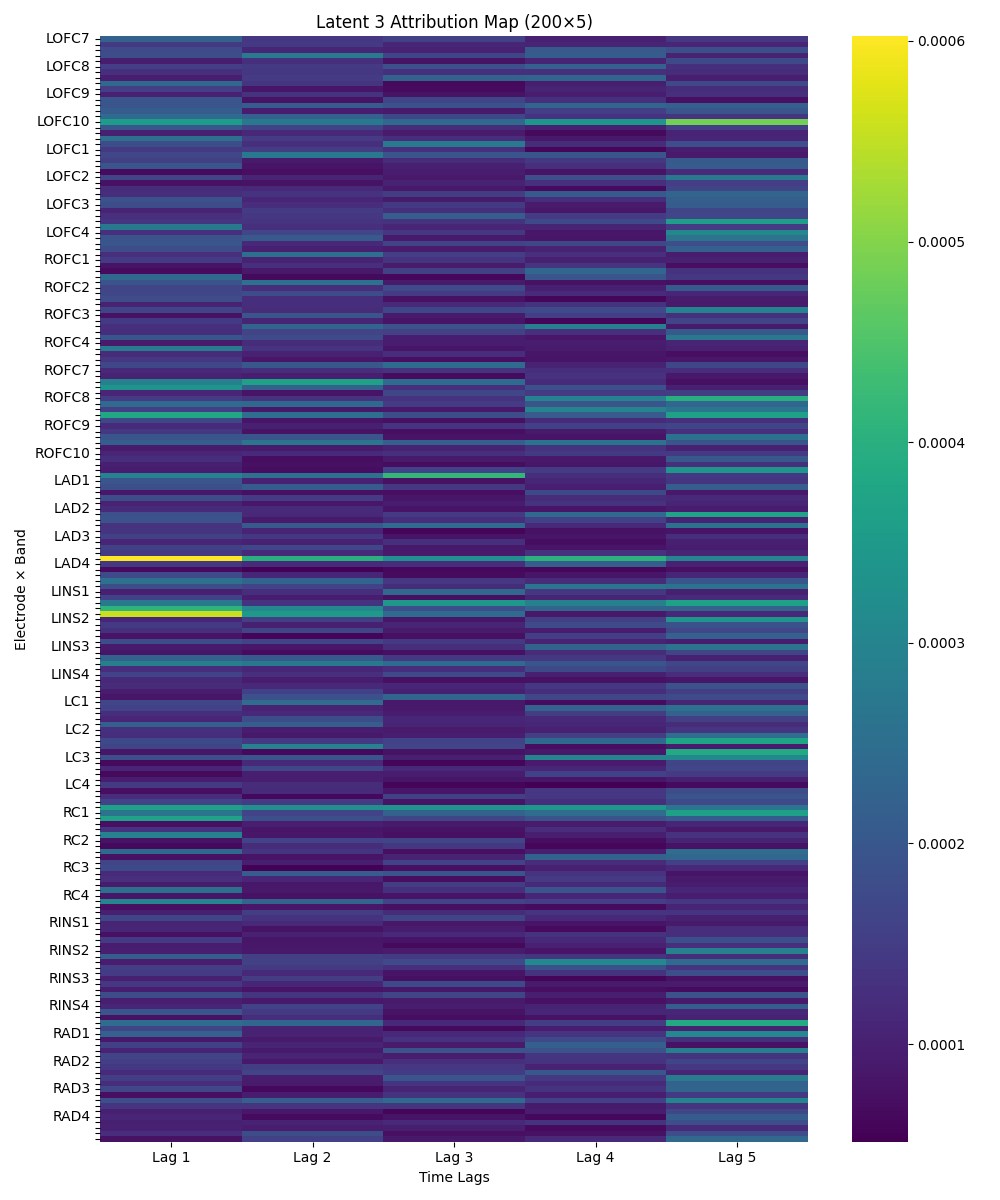 Latent 3 Attribution Map (200×5)
LOFC7
LOFC8
LOFC9
LOFC10
LOFC1
LOFC2
LOFC3
LOFC4
ROFC1
ROFC2
ROFC3
ROFC4
ROFC7
ROFC8
ROFC9
ROFC10
LAD1
LAD2
LAD3
LAD4
LINS1
LINS2
LINS3
LINS4
LC1
LC2
LC3
LC4
RC1
RC2
RC3
RC4
RINS1
RINS2
RINS3
RINS4
RAD1
RAD2
RAD3
RAD4
Electrode × Band
Lag 1 Lag 2 Lag 3 Lag 4 Lag 5
Time Lags
0.0006
0.0005
0.0004
0.0003
0.0002
0.0001